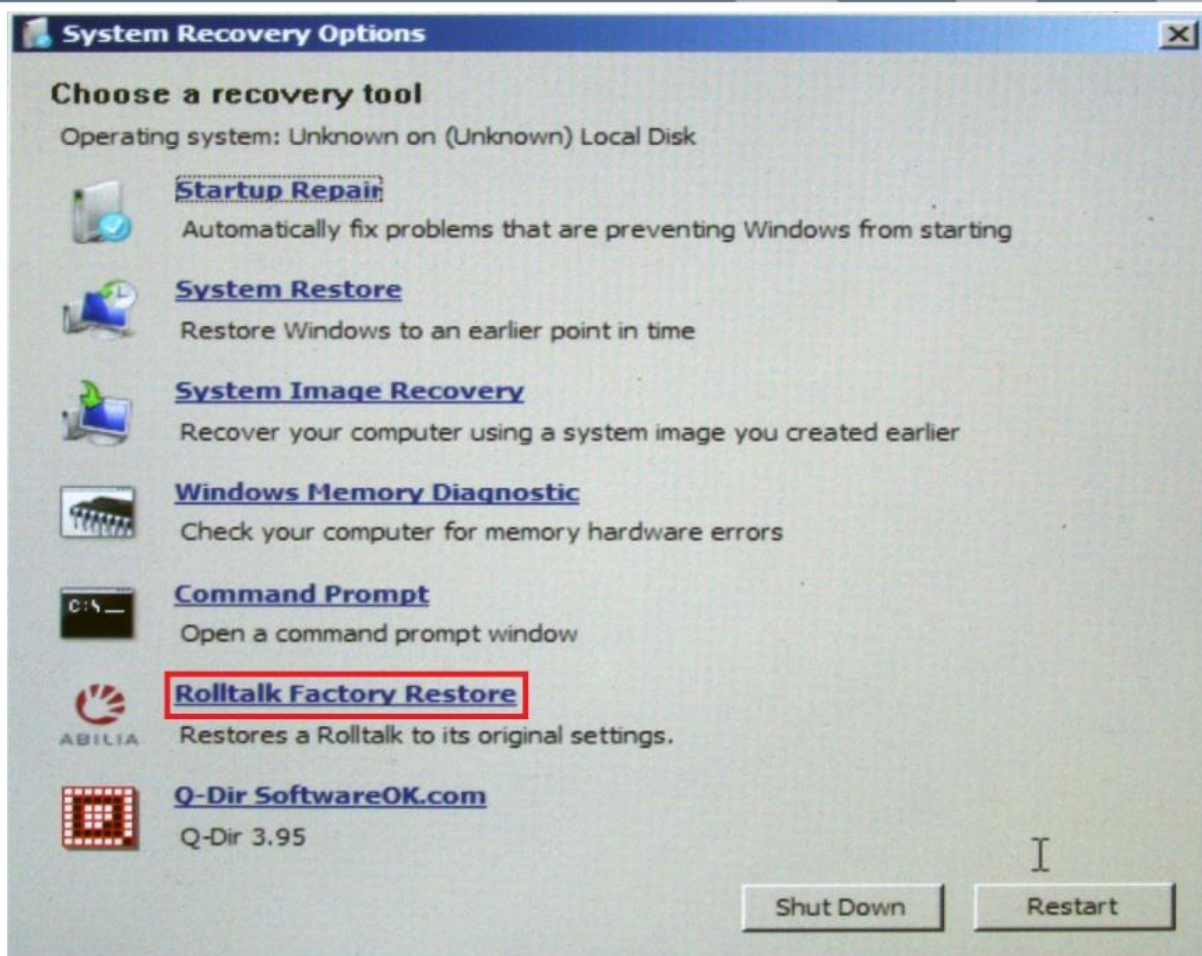 System Recovery Options
Choose a recovery tool
Operating system: Unknown on (Unknown) Local Disk
Startup Repair
Automatically fix problems that are preventing Windows from starting
System Restore
Restore Windows to an earlier point in time
System Image Recovery
Recover your computer using a system image you created earlier
Windows Memory Diagnostic
Check your computer for memory hardware errors
C:\_
Command Prompt
Open a command prompt window
Rolltalk Factory Restore
ABILIA
Restores a Rolltalk to its original settings.
Q-Dir SoftwareOK.com
Q-Dir 3.95
Shut Down
Restart